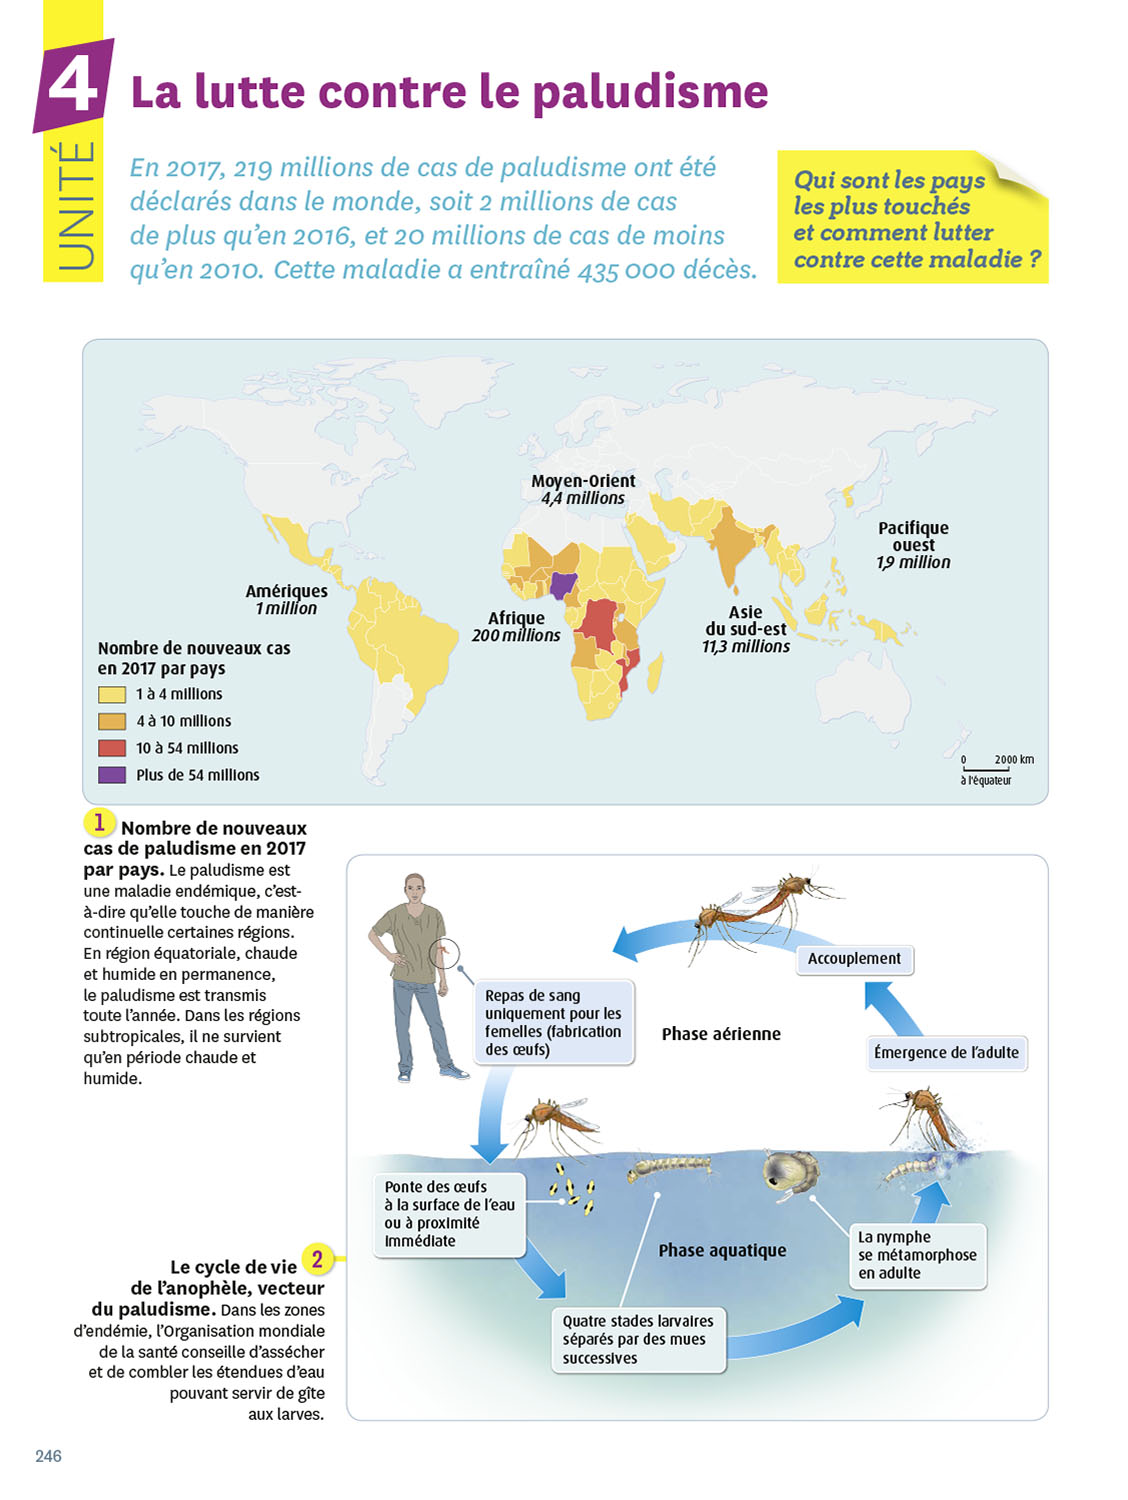 4
UNITÉ
La lutte contre le paludisme
En 2017, 219 millions de cas de paludisme ont été
déclarés dans le monde, soit 2 millions de cas
de plus qu'en 2016, et 20 millions de cas de moins
qu'en 2010. Cette maladie a entraîné 435 000 décès.
Qui sont les pays
les plus touchés
et comment lutter
contre cette maladie ?
Moyen-Orient
4,4 millions
Pacifique
ouest
1,9 million
Amériques
1 million
Afrique
200 millions
Asie
du sud-est
11,3 millions
Nombre de nouveaux cas
en 2017 par pays
1 à 4 millions
4 à 10 millions
10 à 54 millions
Plus de 54 millions
0 2000 km
à l'équateur
1 Nombre de nouveaux
cas de paludisme en 2017
par pays. Le paludisme est
une maladie endémique, c'est-
à-dire qu'elle touche de manière
continuelle certaines régions.
En région équatoriale, chaude
et humide en permanence,
le paludisme est transmis
toute l'année. Dans les régions
subtropicales, il ne survient
qu'en période chaude et
humide.
Accouplement
Repas de sang
uniquement pour les
femelles (fabrication
des œufs)
Phase aérienne
Émergence de l'adulte
Ponte des œufs
à la surface de l'eau
ou à proximité
immédiate
Phase aquatique
La nymphe
se métamorphose
en adulte
Quatre stades larvaires
séparés par des mues
successives
Le cycle de vie 2
de l'anophèle, vecteur
du paludisme. Dans les zones
d'endémie, l'Organisation mondiale
de la santé conseille d'assécher
et de combler les étendues d'eau
pouvant servir de gîte
aux larves.
246